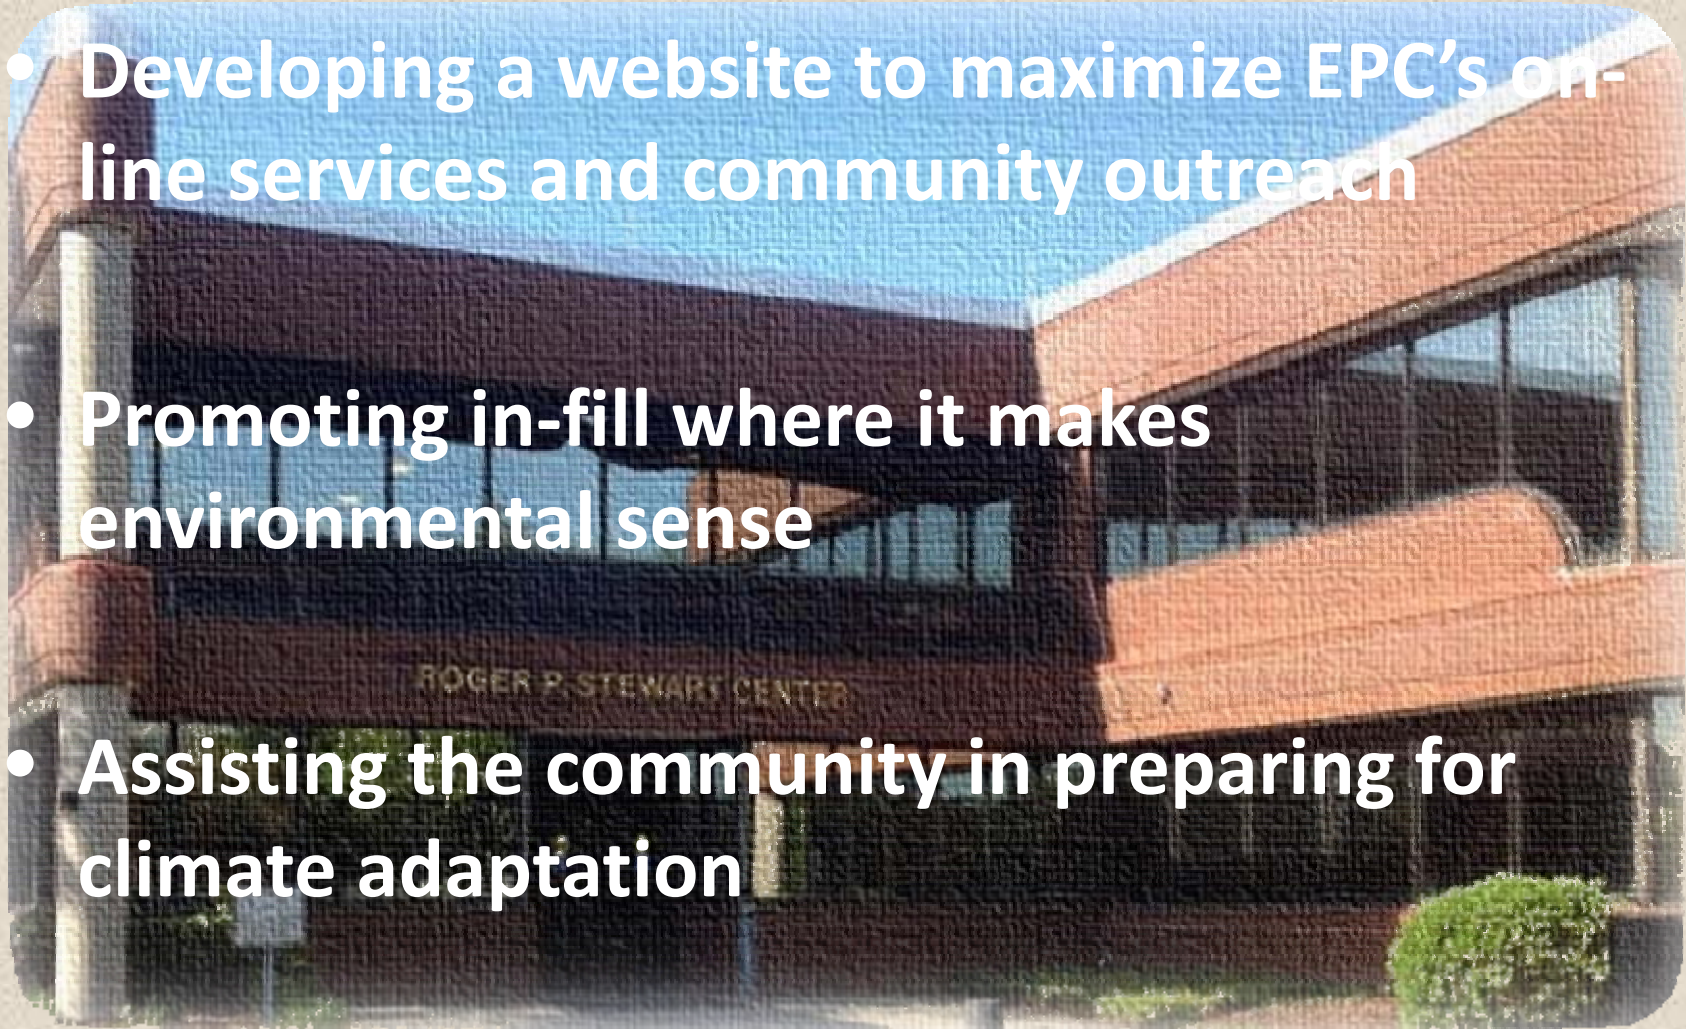 • Developing a website to maximize EPC’s on-
line services and community outreach
• Promoting in-fill where it makes
environmental sense
ROGER P. STEWART CENTER
• Assisting the community in preparing for
climate adaptation